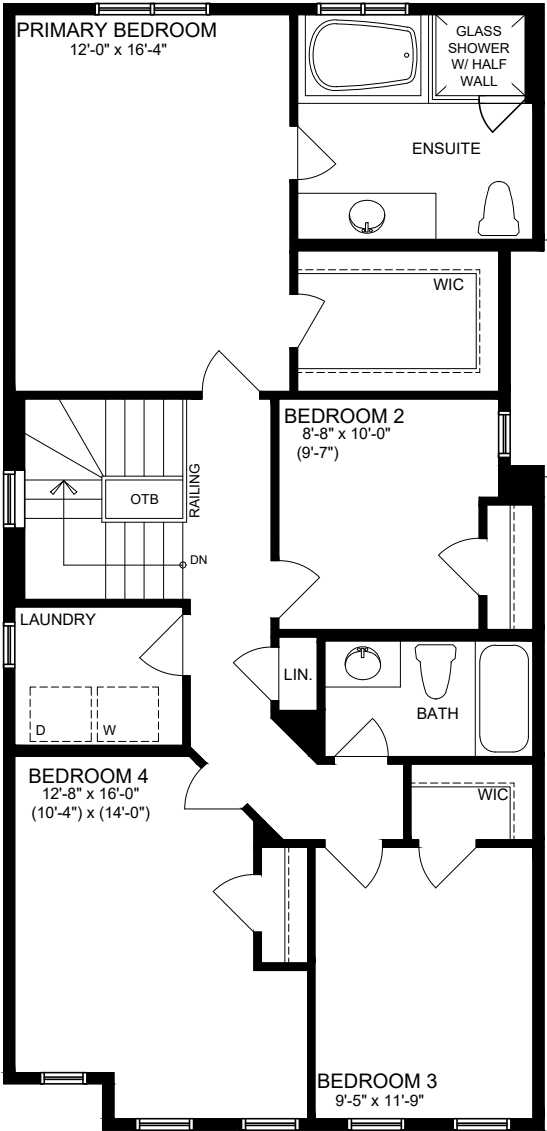 PRIMARY BEDROOM
12'-0" x 16'-4"
GLASS
SHOWER
W/ HALF
WALL
ENSUITE
WIC
BEDROOM 2
8'-8" x 10'-0"
(9'-7")
RAILING
OTB
DN
LAUNDRY
D
W
LIN.
BATH
BEDROOM 4
12'-8" x 16'-0"
(10'-4") x (14'-0")
WIC
BEDROOM 3
9'-5" x 11'-9"